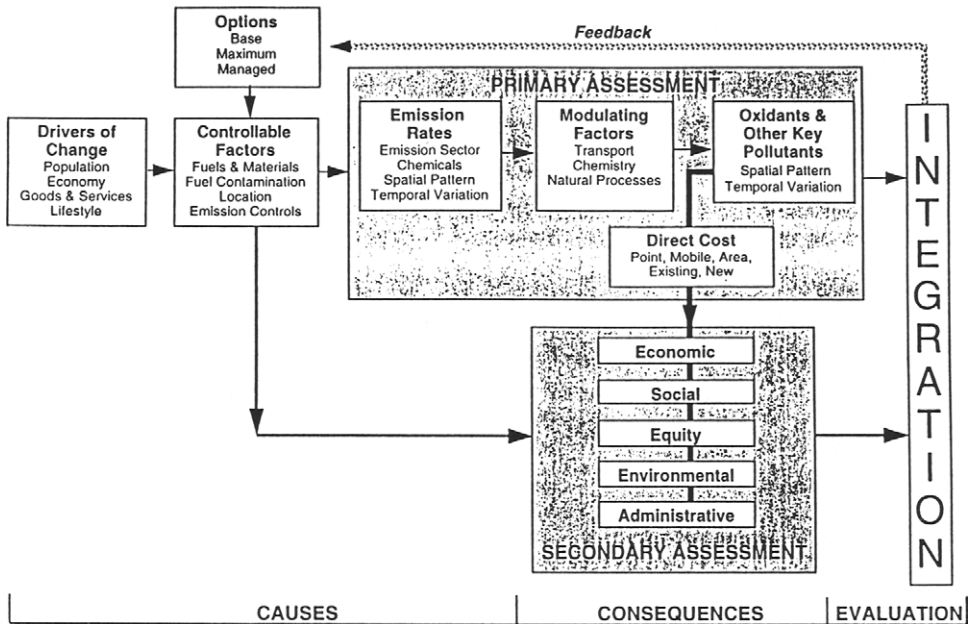 Options
Base
Maximum
Managed
Feedback
PRIMARY ASSESSMENT
Drivers of
Change
Population
Economy
Goods & Services
Lifestyle
Controllable
Factors
Fuels & Materials
Fuel Contamination
Location
Emission Controls
Emission
Rates
Emission Sector
Chemicals
Spatial Pattern
Temporal Variation
Modulating
Factors
Transport
Chemistry
Natural Processes
Oxidants &
Other Key
Pollutants
Spatial Pattern
Temporal Variation
Direct Cost
Point, Mobile, Area,
Existing, New
Economic
Social
Equity
Environmental
Administrative
SECONDARY ASSESSMENT
INTEGRATION
CAUSES
CONSEQUENCES
EVALUATION